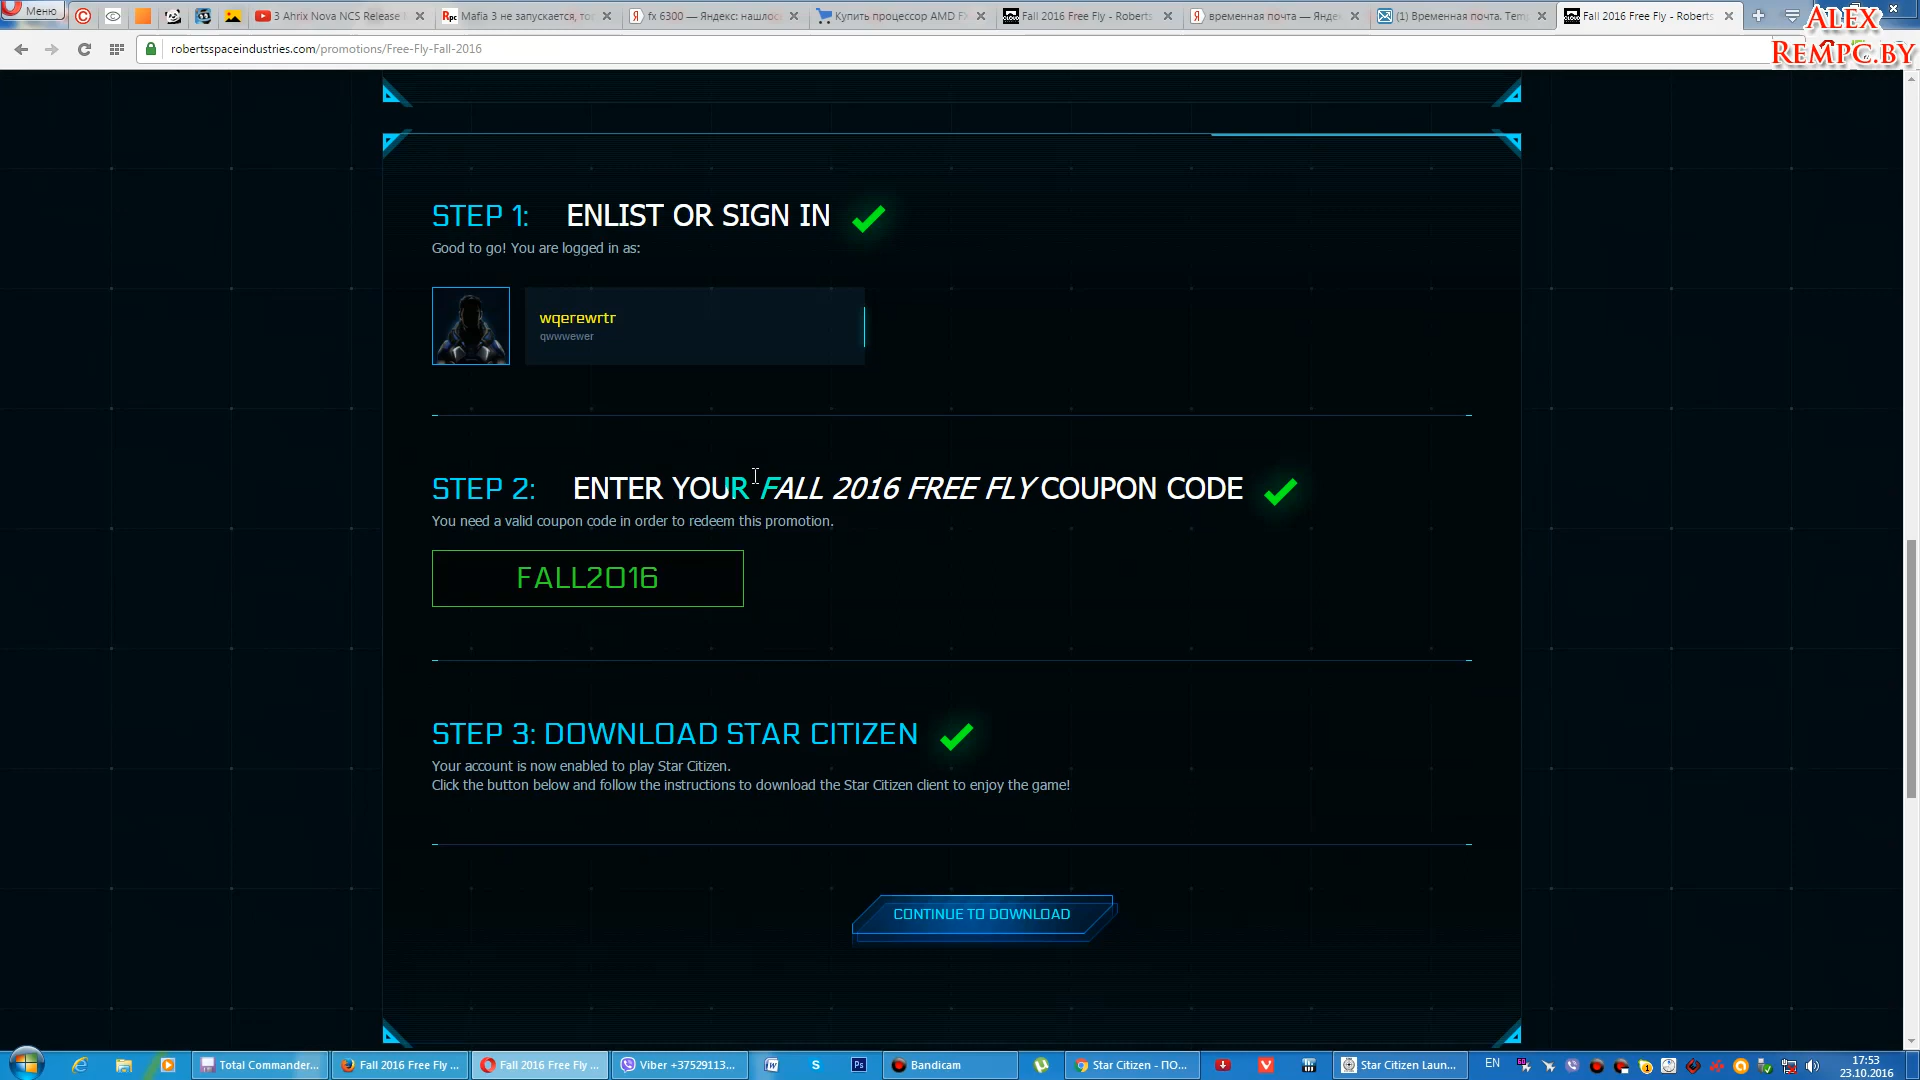 Меню
3 Ahrix Nova NCS Release
Mafia 3 не запускается, то
fx 6300 — Яндекс: нашлос
Купить процессор AMD F
Fall 2016 Free Fly - Roberts
временная почта — Янде
(1) Временная почта. Tem
Fall 2016 Free Fly - Roberts
ALEX
REMPC.BY
robertsspaceindustries.com/promotions/Free-Fly-Fall-2016
STEP 1: ENLIST OR SIGN IN
Good to go! You are logged in as:
wqerewrtr
qwwwewer
STEP 2: ENTER YOUR FALL 2016 FREE FLY COUPON CODE
You need a valid coupon code in order to redeem this promotion.
FALL2016
STEP 3: DOWNLOAD STAR CITIZEN
Your account is now enabled to play Star Citizen.
Click the button below and follow the instructions to download the Star Citizen client to enjoy the game!
CONTINUE TO DOWNLOAD
Total Commander...
Fall 2016 Free Fly ...
Fall 2016 Free Fly ...
Viber +37529113...
Bandicam
Star Citizen - ПО...
Star Citizen Laun...
EN
17:53
23.10.2016